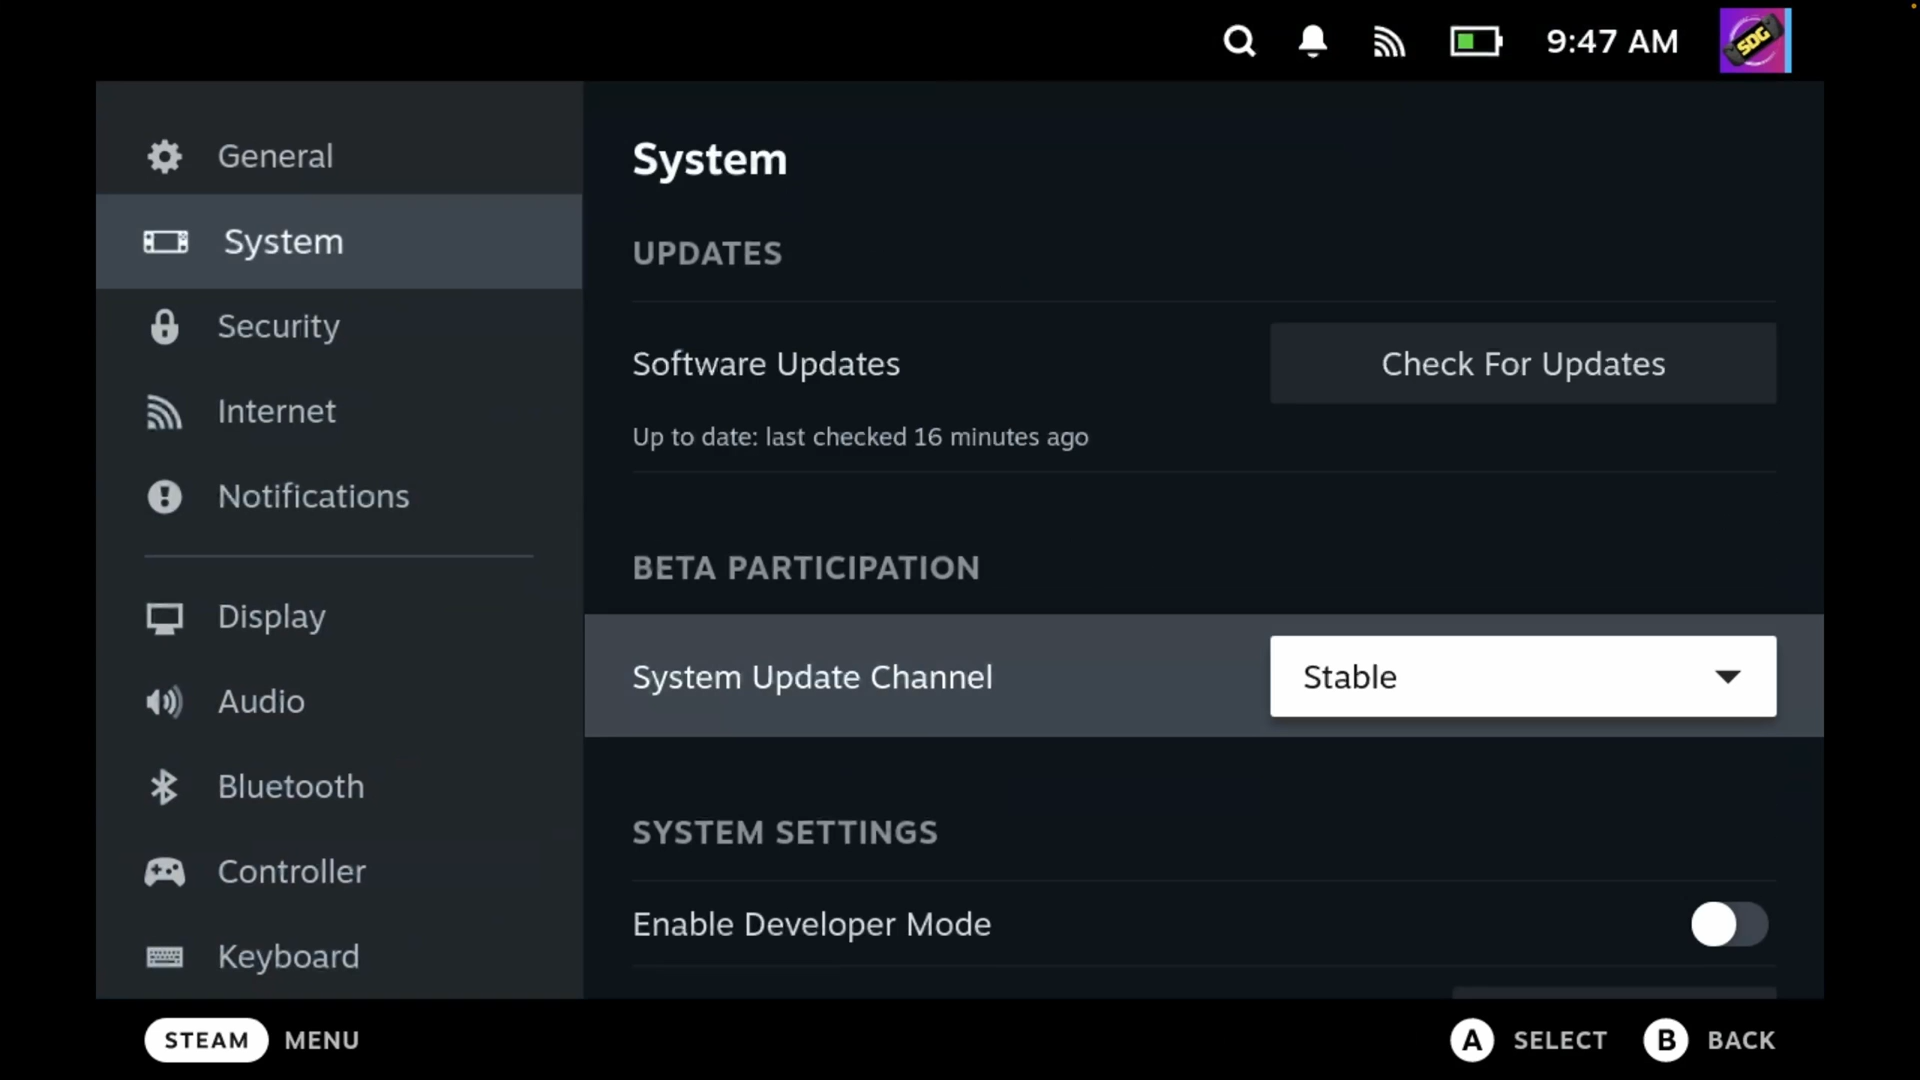 9:47 AM
SDG
General
System
Security
Internet
Notifications
Display
Audio
Bluetooth
Controller
Keyboard
System
UPDATES
Software Updates
Check For Updates
Up to date: last checked 16 minutes ago
BETA PARTICIPATION
System Update Channel
Stable
SYSTEM SETTINGS
Enable Developer Mode
STEAM MENU
A SELECT B BACK